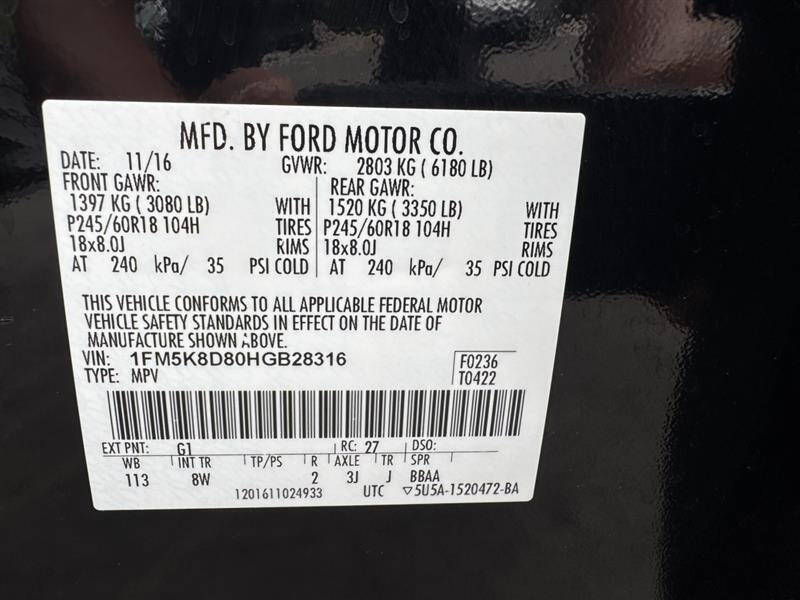 MFD. BY FORD MOTOR CO.
DATE: 11/16 GVWR: 2803 KG ( 6180 LB)
FRONT GAWR: REAR GAWR:
1397 KG ( 3080 LB) WITH 1520 KG ( 3350 LB) WITH
P245/60R18 104H TIRES P245/60R18 104H TIRES
18x8.0J RIMS 18x8.0J RIMS
AT 240 kPa/ 35 PSI COLD AT 240 kPa/ 35 PSI COLD
THIS VEHICLE CONFORMS TO ALL APPLICABLE FEDERAL MOTOR
VEHICLE SAFETY STANDARDS IN EFFECT ON THE DATE OF
MANUFACTURE SHOWN ABOVE.
VIN: 1FM5K8D80HGB28316 F0236
TYPE: MPV T0422
EXT PNT: G1 RC: 27 DSO:
WB INT TR TP/PS R AXLE TR SPR
113 8W 2 3J J BBAA
1201611024933 UTC ▽5U5A-1520472-BA